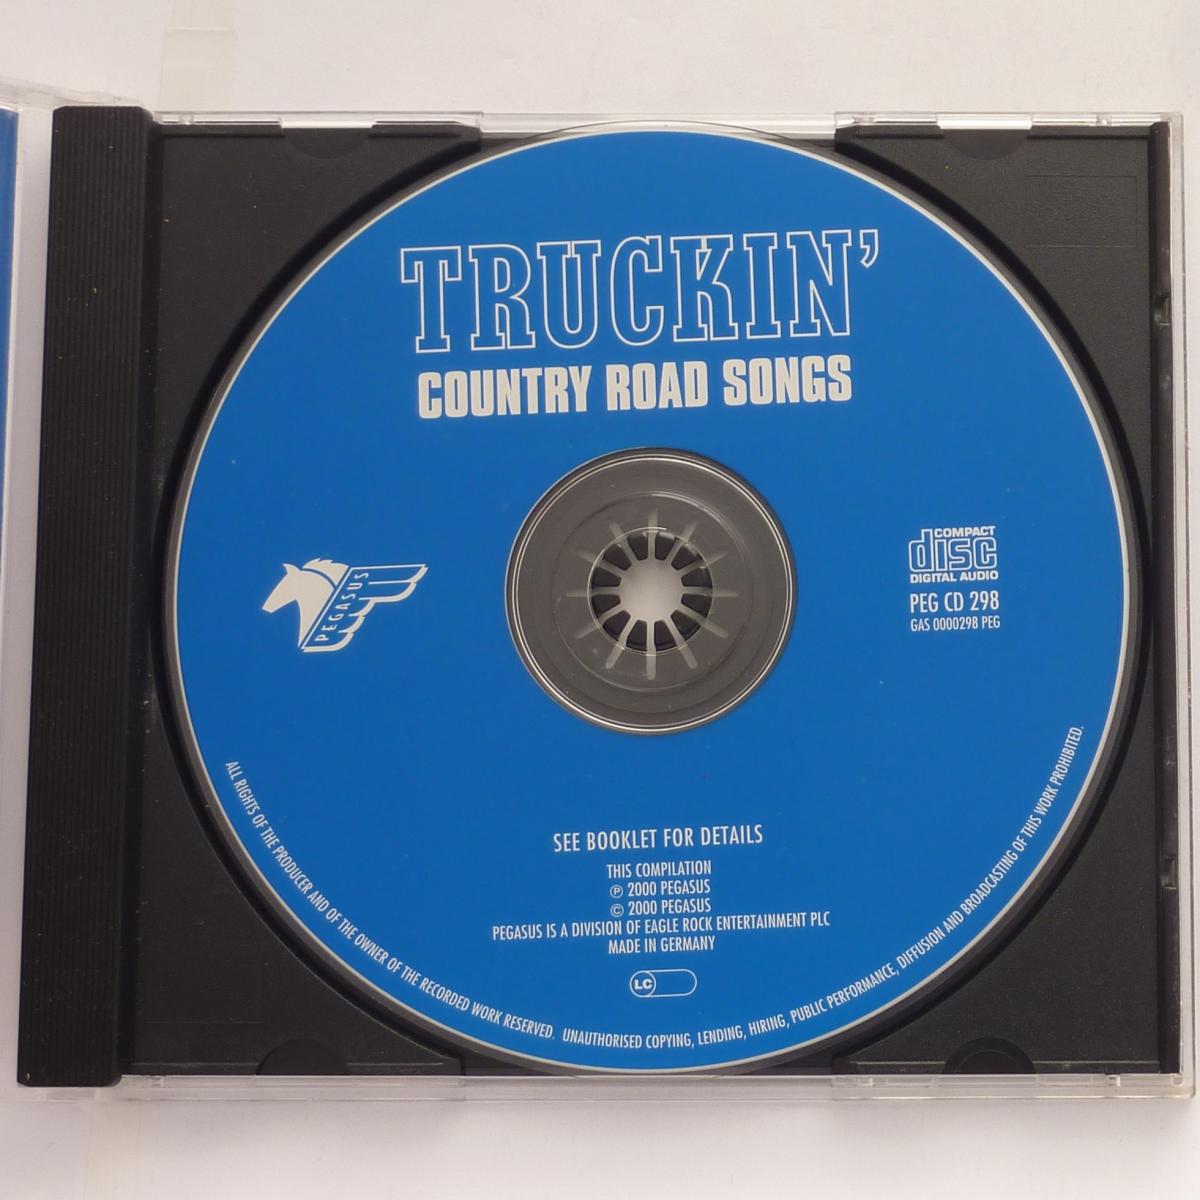 TRUCKIN'
COUNTRY ROAD SONGS
PEGASUS
COMPACT
disc
DIGITAL AUDIO
PEG CD 298
GAS 0000298 PEG
SEE BOOKLET FOR DETAILS
THIS COMPILATION
℗ 2000 PEGASUS
© 2000 PEGASUS
PEGASUS IS A DIVISION OF EAGLE ROCK ENTERTAINMENT PLC
MADE IN GERMANY
LC
ALL RIGHTS OF THE PRODUCER AND OF THE OWNER OF THE RECORDED WORK RESERVED. UNAUTHORISED COPYING, LENDING, HIRING, PUBLIC PERFORMANCE, DIFFUSION AND BROADCASTING OF THIS WORK PROHIBITED.